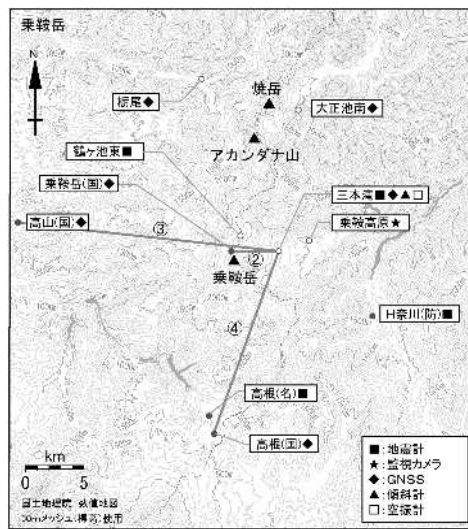 乗鞍岳
N
焼岳
栃尾◆
大正池南◆
アカンダナ山
鶴ヶ池東■
乗鞍岳(国)◆
三本滝■◆▲□
高山(国)◆
③
乗鞍高原★
②
乗鞍岳
H奈川(防)■
④
高根(名)■
高根(国)◆
km
0 5
国土地理院 数値地図
50mメッシュ(標高)使用
■:地震計
★:監視カメラ
◆:GNSS
▲:傾斜計
□:空振計